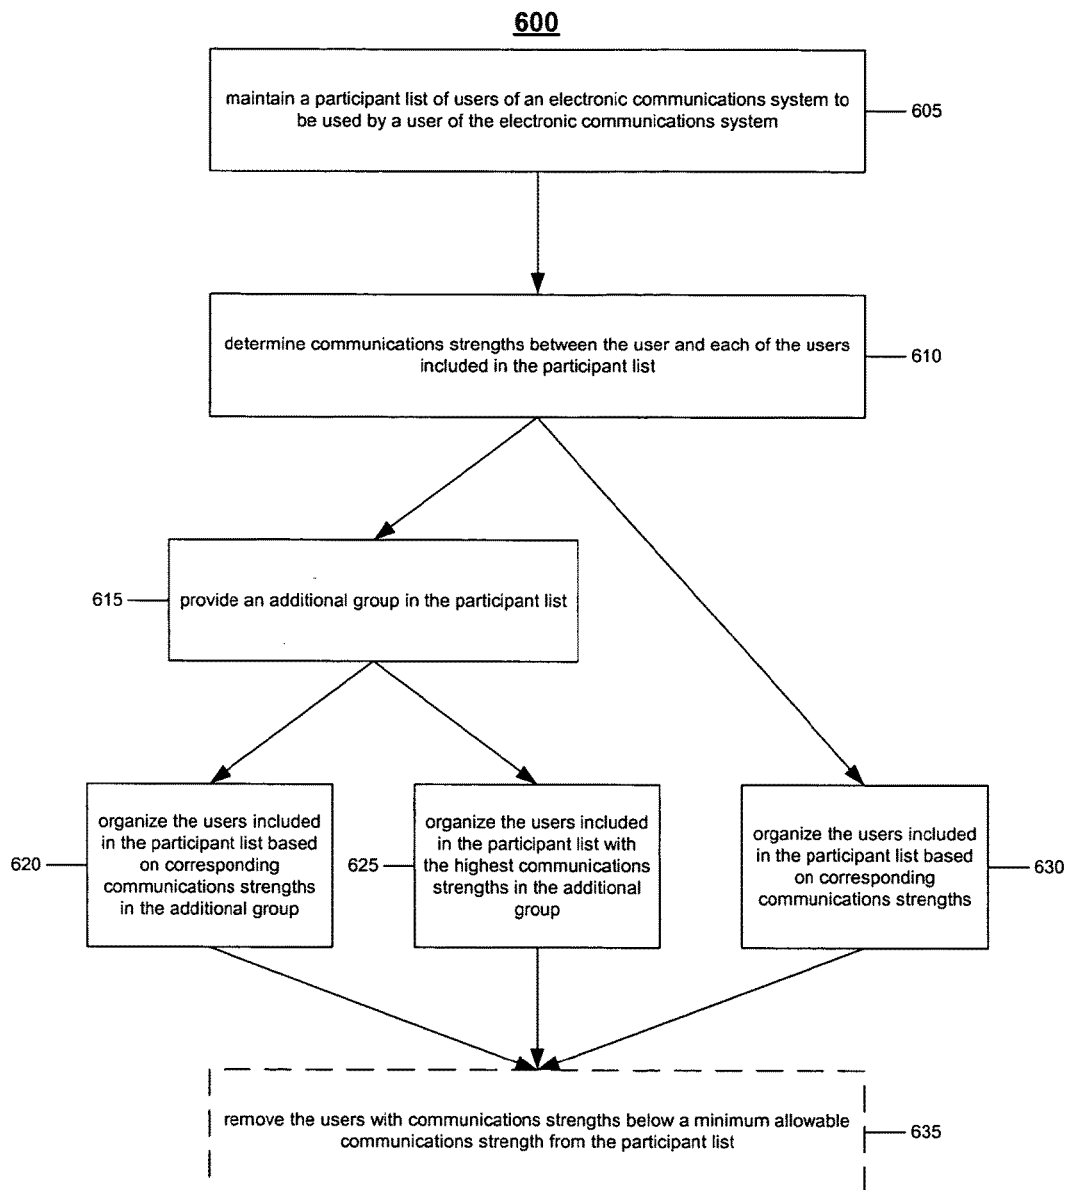 600
maintain a participant list of users of an electronic communications system to
be used by a user of the electronic communications system
605
determine communications strengths between the user and each of the users
included in the participant list
610
615
provide an additional group in the participant list
620
organize the users included
in the participant list based
on corresponding
communications strengths
in the additional group
625
organize the users included
in the participant list with
the highest communications
strengths in the additional
group
organize the users included
in the participant list based
on corresponding
communications strengths
630
remove the users with communications strengths below a minimum allowable
communications strength from the participant list
635